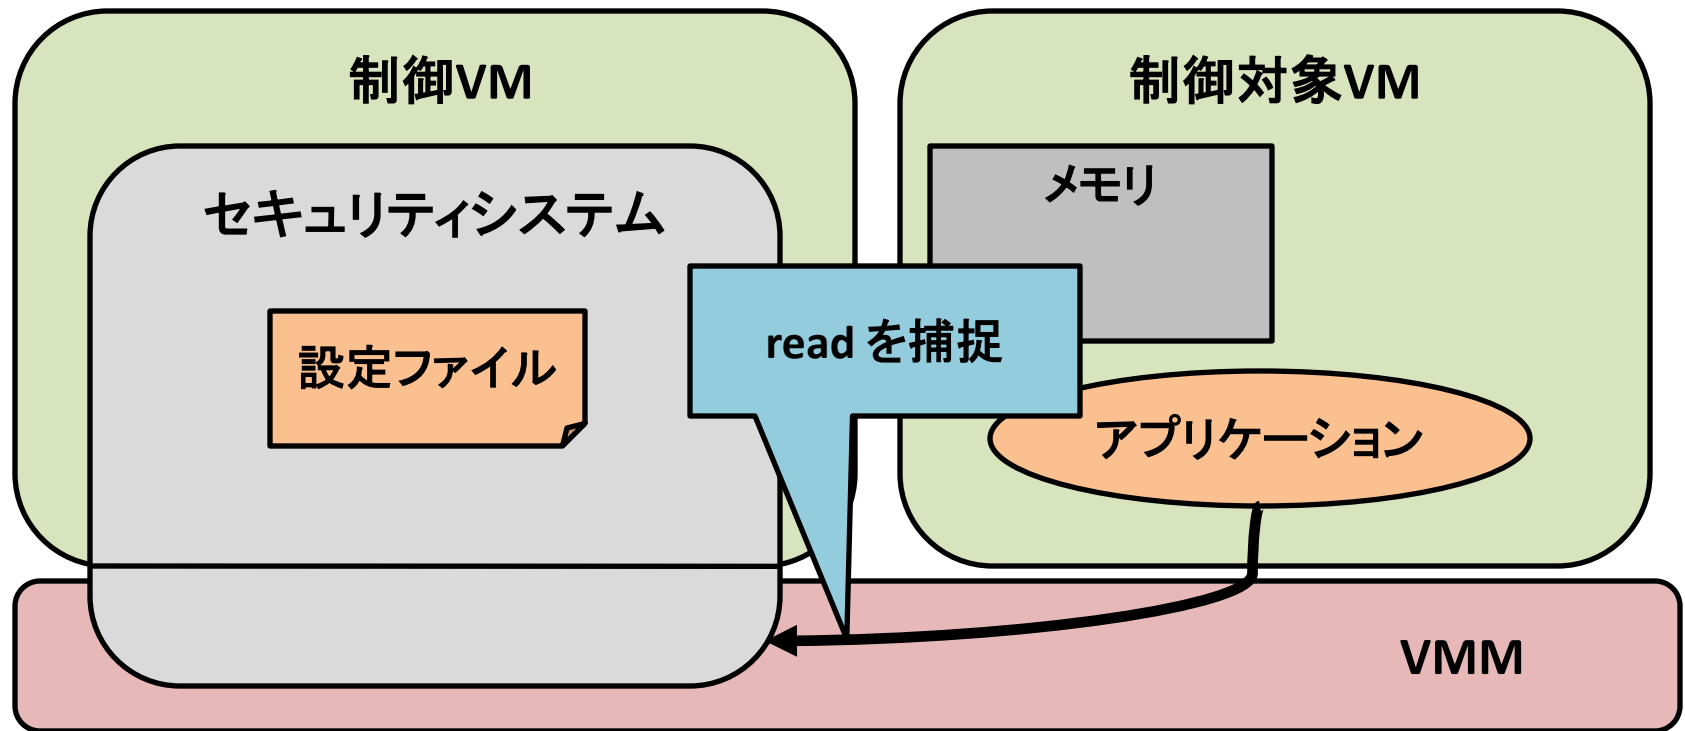 制御VM
制御対象VM
セキュリティシステム
メモリ
設定ファイル
read を捕捉
アプリケーション
VMM